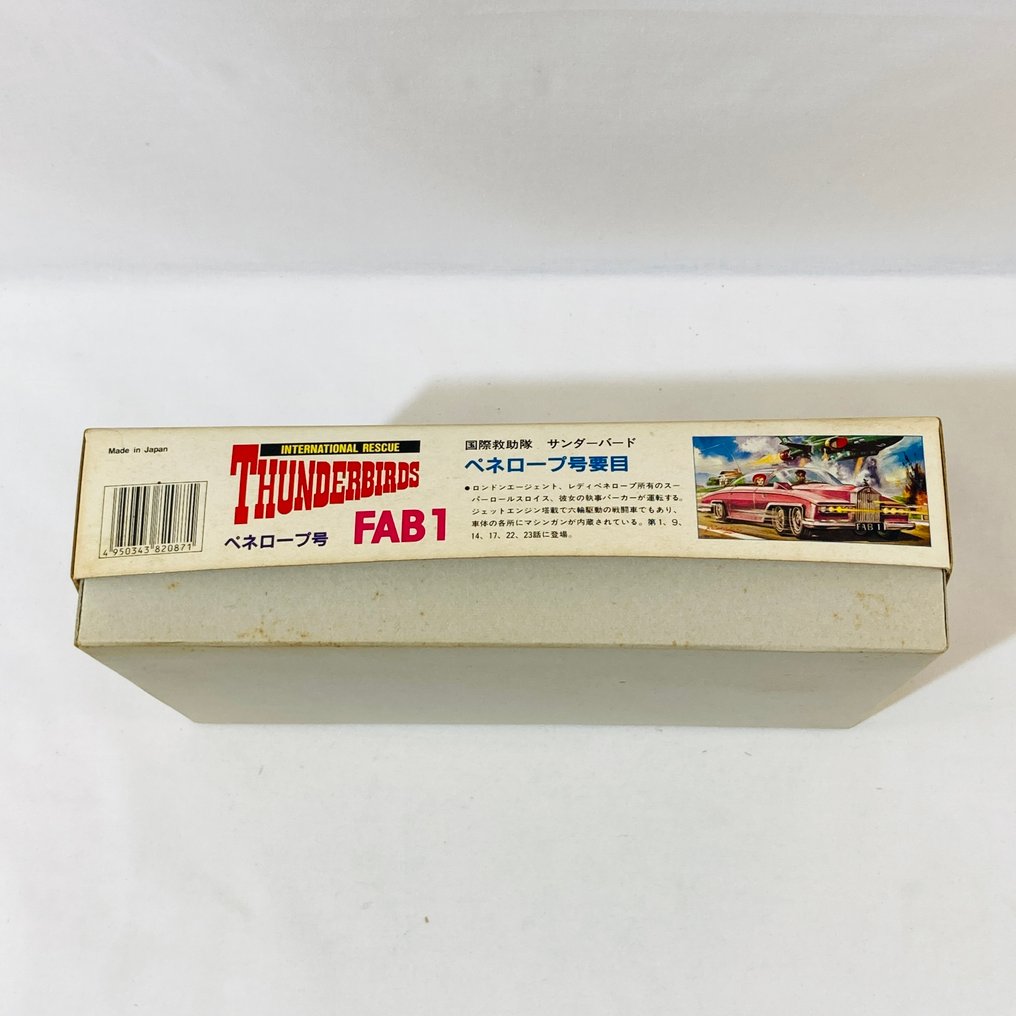 Made in Japan
4 950343 820871
INTERNATIONAL RESCUE
THUNDERBIRDS
ペネロープ号 FAB 1
国際救助隊 サンダーバード
ペネロープ号要目
●ロンドンエージェント、レディペネロープ所有のスー
パーロールスロイス、彼女の執事パーカーが運転する。
ジェットエンジン塔載で六輪駆動の戦闘車でもあり、
車体の各所にマシンガンが内蔵されている。第1、9、
14、17、22、23話に登場。
FAB 1